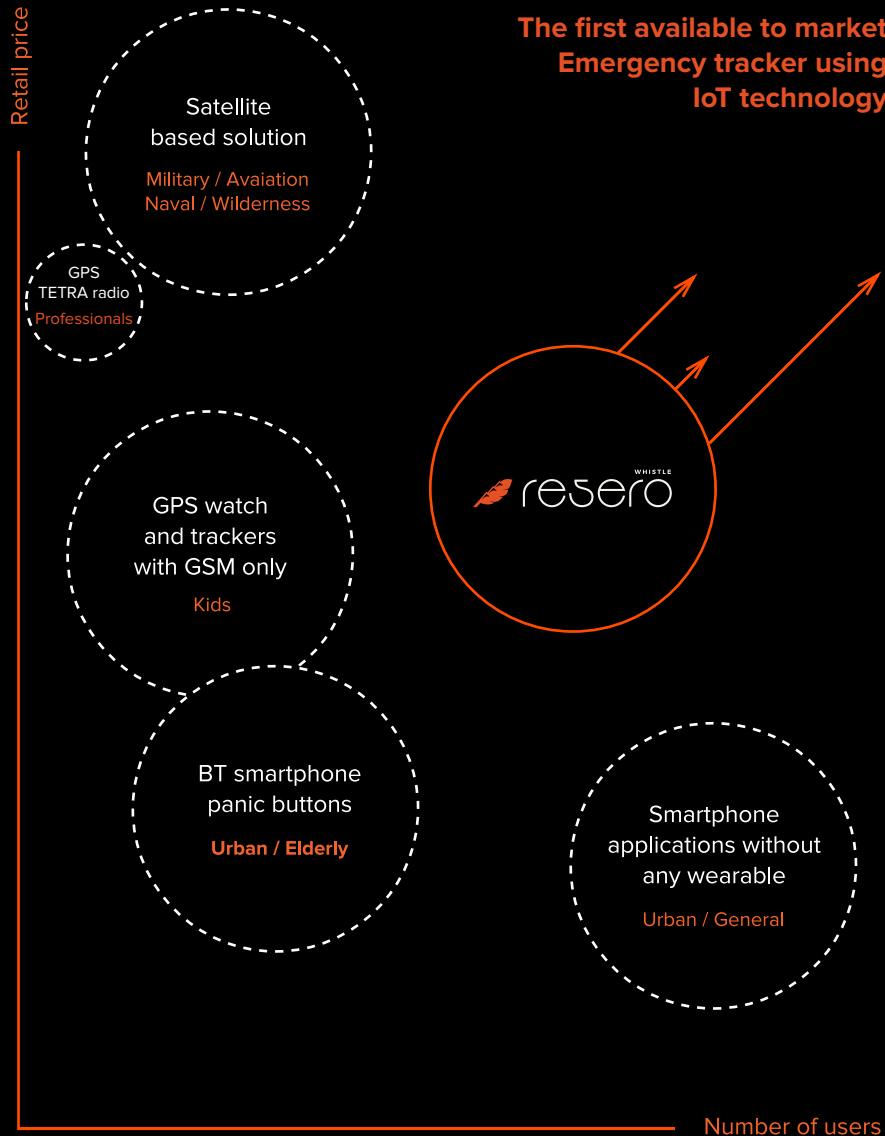 Retail price
The first available to market
Emergency tracker using
IoT technology
Satellite
based solution
Military / Avaiation
Naval / Wilderness
GPS
TETRA radio
Professionals
WHISTLE
resero
GPS watch
and trackers
with GSM only
Kids
BT smartphone
panic buttons
Urban / Elderly
Smartphone
applications without
any wearable
Urban / General
Number of users